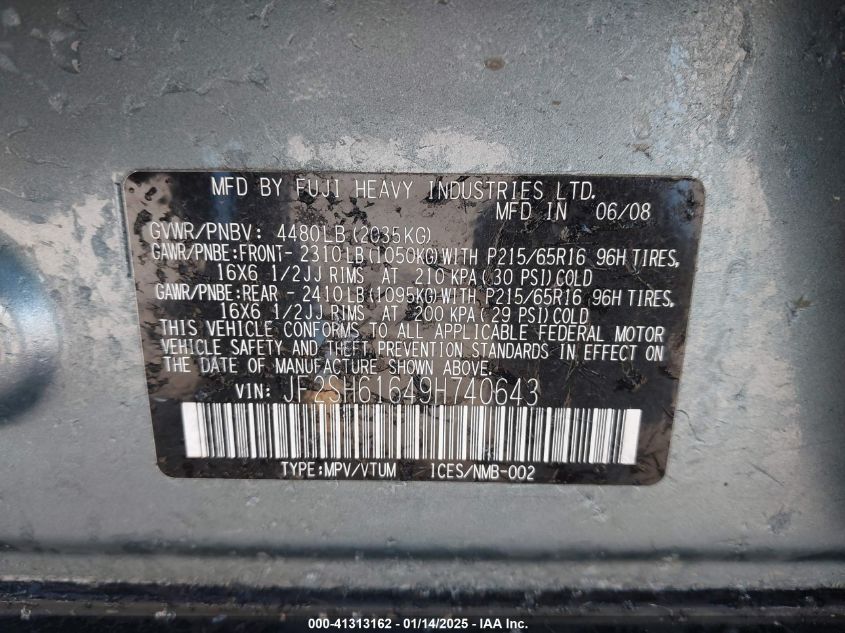 MFD BY FUJI HEAVY INDUSTRIES LTD.
MFD IN 06/08
GVWR/PNBV: 4480LB(2035KG)
GAWR/PNBE:FRONT- 2310LB(1050KG)WITH P215/65R16 96H TIRES,
16X6 1/2JJ RIMS AT 210 KPA(30 PSI)COLD
GAWR/PNBE:REAR - 2410LB(1095KG)WITH P215/65R16 96H TIRES,
16X6 1/2JJ RIMS AT 200 KPA(29 PSI)COLD
THIS VEHICLE CONFORMS TO ALL APPLICABLE FEDERAL MOTOR
VEHICLE SAFETY AND THEFT PREVENTION STANDARDS IN EFFECT ON
THE DATE OF MANUFACTURE SHOWN ABOVE.
VIN: JF2SH61649H740643
TYPE:MPV/VTUM ICES/NMB-002
000-41313162 - 01/14/2025 - IAA Inc.